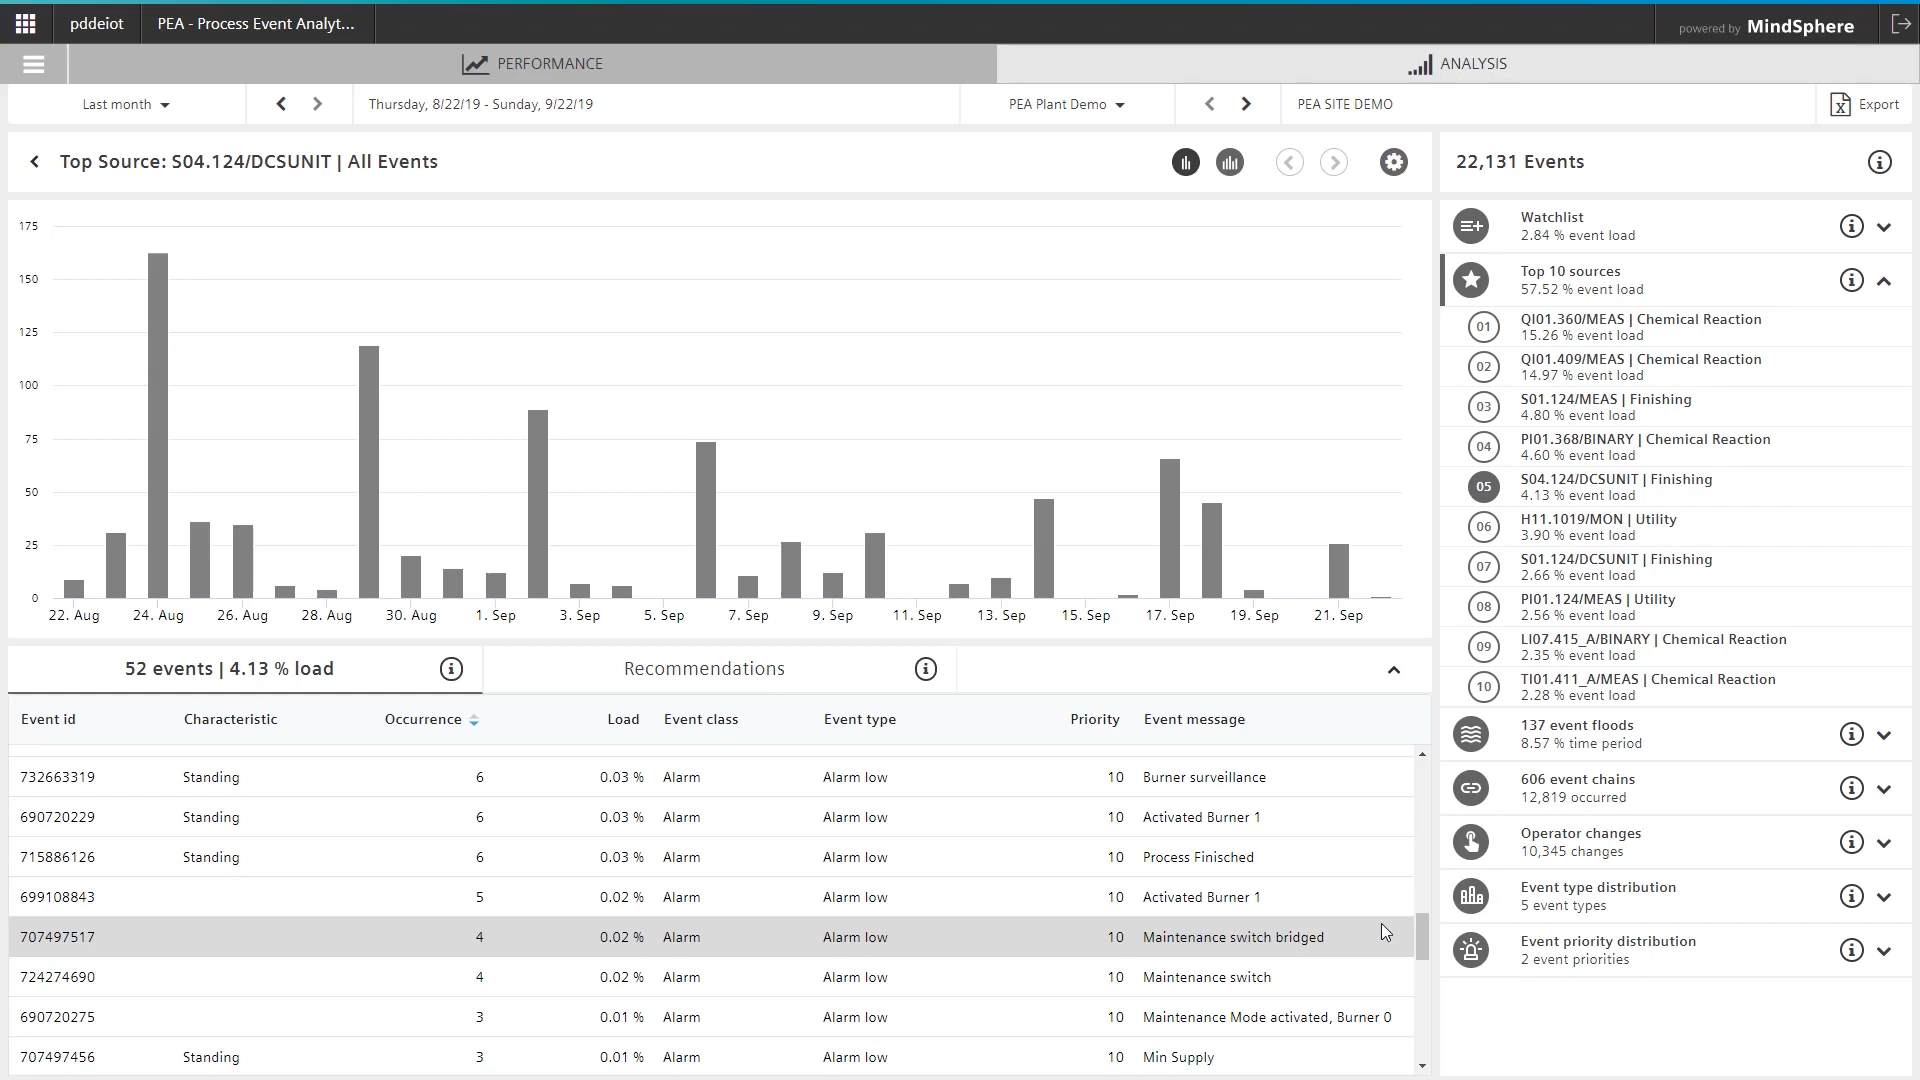 pddeiot
PEA - Process Event Analyt...
powered by MindSphere
PERFORMANCE
ANALYSIS
Last month
Thursday, 8/22/19 - Sunday, 9/22/19
PEA Plant Demo
PEA SITE DEMO
X Export
Top Source: S04.124/DCSUNIT | All Events
175
150
125
100
75
50
25
0
22. Aug 24. Aug 26. Aug 28. Aug 30. Aug 1. Sep 3. Sep 5. Sep 7. Sep 9. Sep 11. Sep 13. Sep 15. Sep 17. Sep 19. Sep 21. Sep
52 events | 4.13 % load
Recommendations
Event id Characteristic Occurrence Load Event class Event type Priority Event message
732663319 Standing 6 0.03 % Alarm Alarm low 10 Burner surveillance
690720229 Standing 6 0.03 % Alarm Alarm low 10 Activated Burner 1
715886126 Standing 6 0.03 % Alarm Alarm low 10 Process Finisched
699108843 5 0.02 % Alarm Alarm low 10 Activated Burner 1
707497517 4 0.02 % Alarm Alarm low 10 Maintenance switch bridged
724274690 4 0.02 % Alarm Alarm low 10 Maintenance switch
690720275 3 0.01 % Alarm Alarm low 10 Maintenance Mode activated, Burner 0
707497456 Standing 3 0.01 % Alarm Alarm low 10 Min Supply
22,131 Events
Watchlist
2.84 % event load
Top 10 sources
57.52 % event load
01 QI01.360/MEAS | Chemical Reaction
15.26 % event load
02 QI01.409/MEAS | Chemical Reaction
14.97 % event load
03 S01.124/MEAS | Finishing
4.80 % event load
04 PI01.368/BINARY | Chemical Reaction
4.60 % event load
05 S04.124/DCSUNIT | Finishing
4.13 % event load
06 H11.1019/MON | Utility
3.90 % event load
07 S01.124/DCSUNIT | Finishing
2.66 % event load
08 PI01.124/MEAS | Utility
2.56 % event load
09 LI07.415_A/BINARY | Chemical Reaction
2.35 % event load
10 TI01.411_A/MEAS | Chemical Reaction
2.28 % event load
137 event floods
8.57 % time period
606 event chains
12,819 occurred
Operator changes
10,345 changes
Event type distribution
5 event types
Event priority distribution
2 event priorities